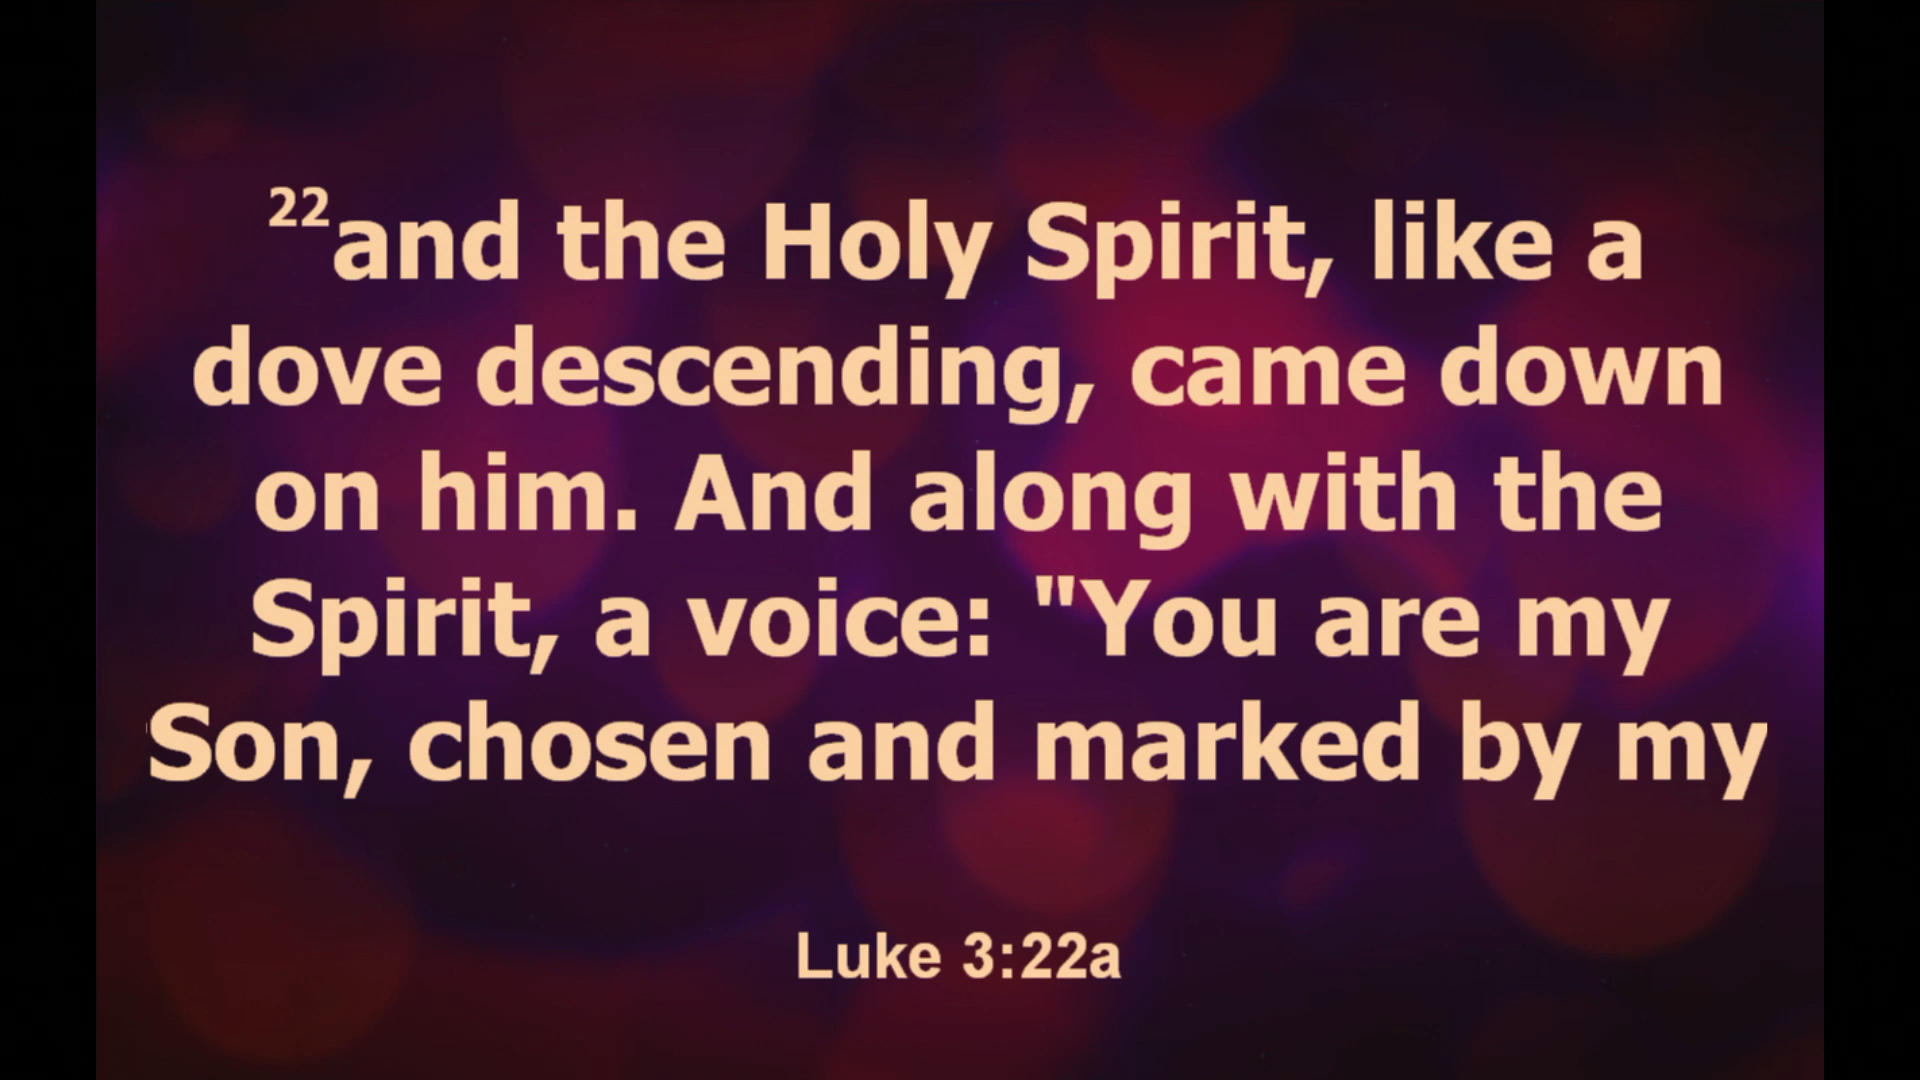 22and the Holy Spirit, like a
dove descending, came down
on him. And along with the
Spirit, a voice: "You are my
Son, chosen and marked by my
Luke 3:22a